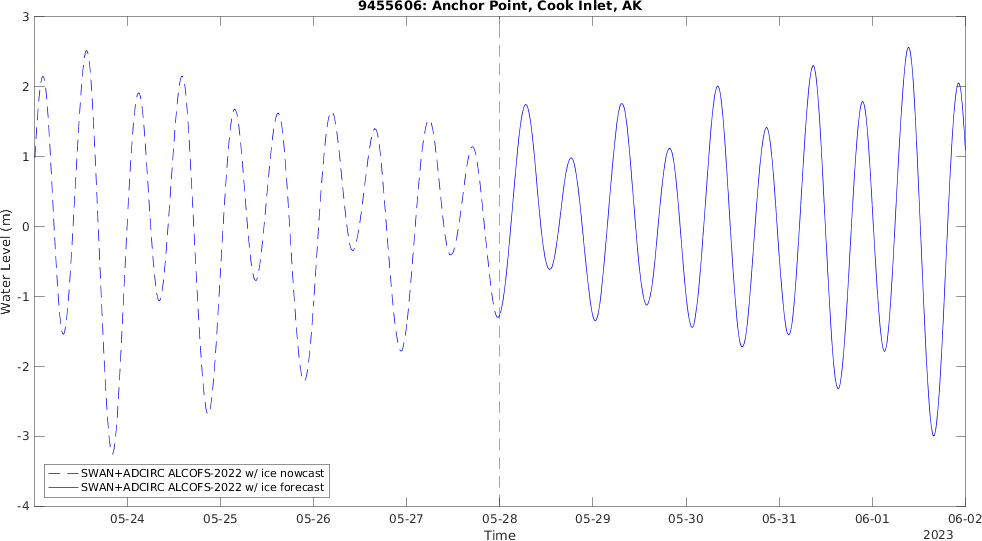 9455606: Anchor Point, Cook Inlet, AK
3
2
1
0
-1
-2
-3
-4
Water Level (m)
SWAN+ADCIRC ALCOFS-2022 w/ ice nowcast
SWAN+ADCIRC ALCOFS-2022 w/ ice forecast
05-24 05-25 05-26 05-27 05-28 05-29 05-30 05-31 06-01 06-02
Time
2023